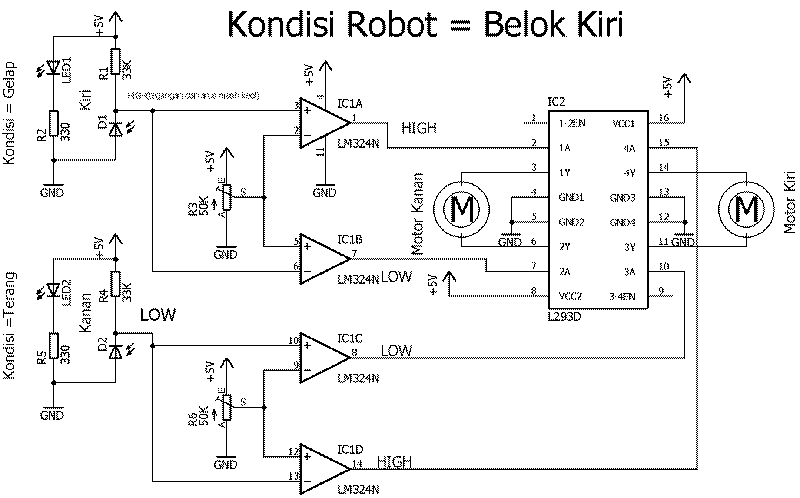 Kondisi Robot = Belok Kiri
+5V
LED1
R1
33K
Kondisi = Gelap
Kiri
R2
330
D1
GND
+5V
3
2
4
11
1
IC1A
LM324N
HIGH
GND
+5V
R3
50K
E
S
A
GND
5
6
7
IC1B
LM324N
LOW
IC2
1 1-2EN VCC1 16
2 1A 4A 15
3 1Y 4Y 14
4 GND1 GND3 13
5 GND2 GND4 12
6 2Y 3Y 11
7 2A 3A 10
8 VCC2 3-4EN 9
L293D
+5V
+5V
GND
GND
M
Motor Kanan
M
Motor Kiri
+5V
LED2
R4
33K
Kondisi =Terang
Kanan
LOW
R5
330
D2
GND
10
9
8
IC1C
LM324N
LOW
+5V
R6
50K
E
S
A
GND
12
13
14
IC1D
LM324N
HIGH